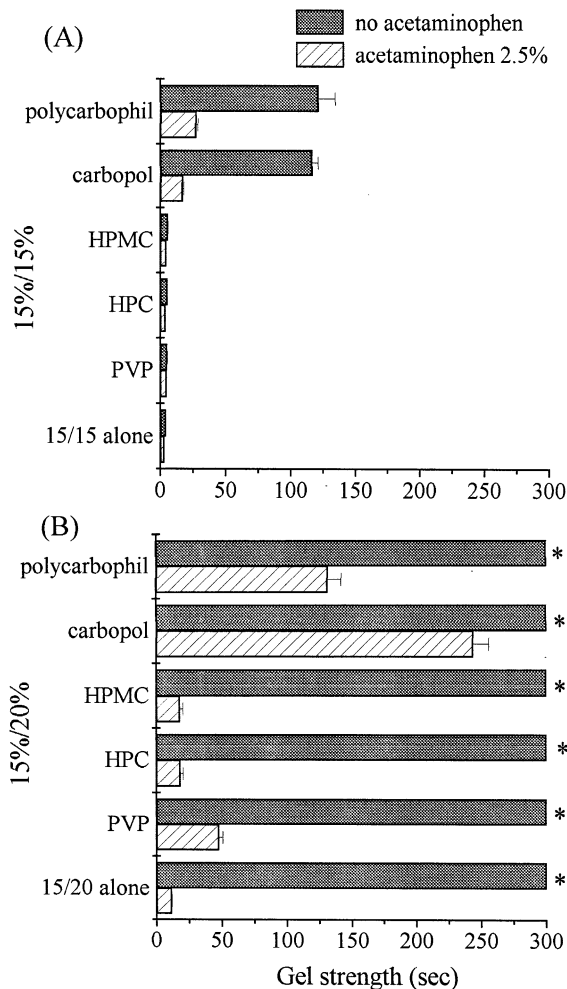 (A)
no acetaminophen
acetaminophen 2.5%
polycarbophil
carbopol
HPMC
HPC
PVP
15/15 alone
15%/15%
0 50 100 150 200 250 300
(B)
polycarbophil *
carbopol *
HPMC *
HPC *
PVP *
15/20 alone *
15%/20%
0 50 100 150 200 250 300
Gel strength (sec)